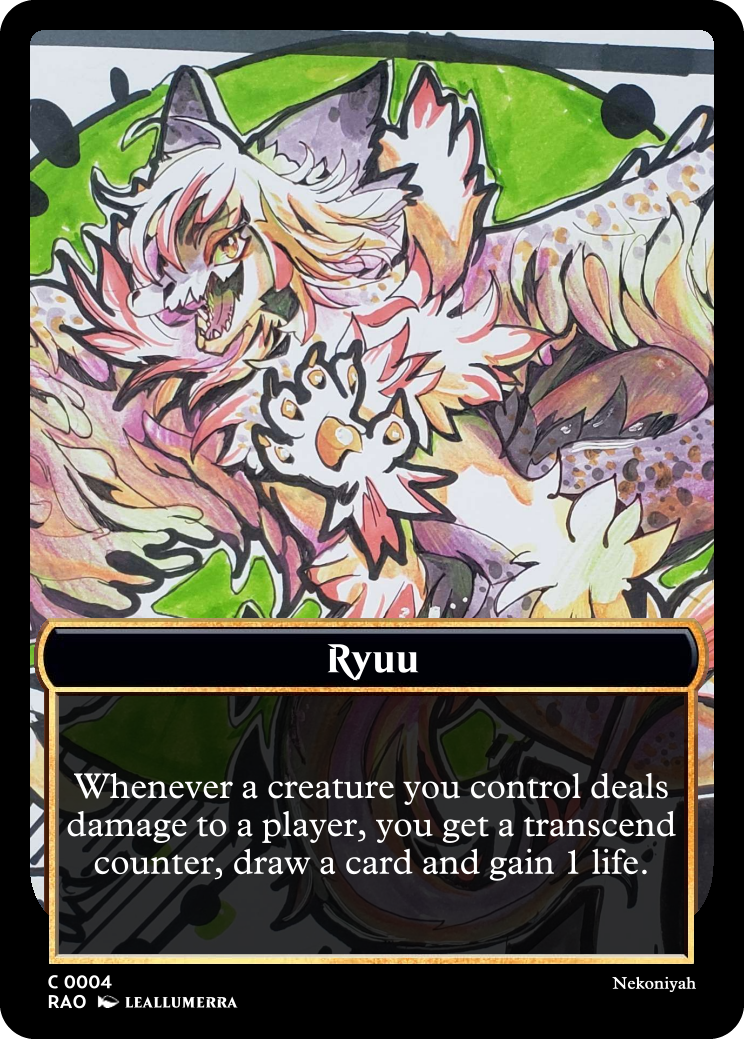 Ryuu
Whenever a creature you control deals
damage to a player, you get a transcend
counter, draw a card and gain 1 life.
C 0004
RAO LEALLUMERRA
Nekoniyah